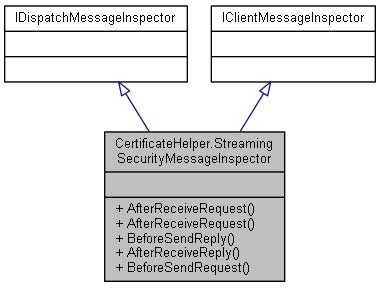 IDispatchMessageInspector
IClientMessageInspector
CertificateHelper.Streaming
SecurityMessageInspector
+ AfterReceiveRequest()
+ AfterReceiveRequest()
+ BeforeSendReply()
+ AfterReceiveReply()
+ BeforeSendRequest()